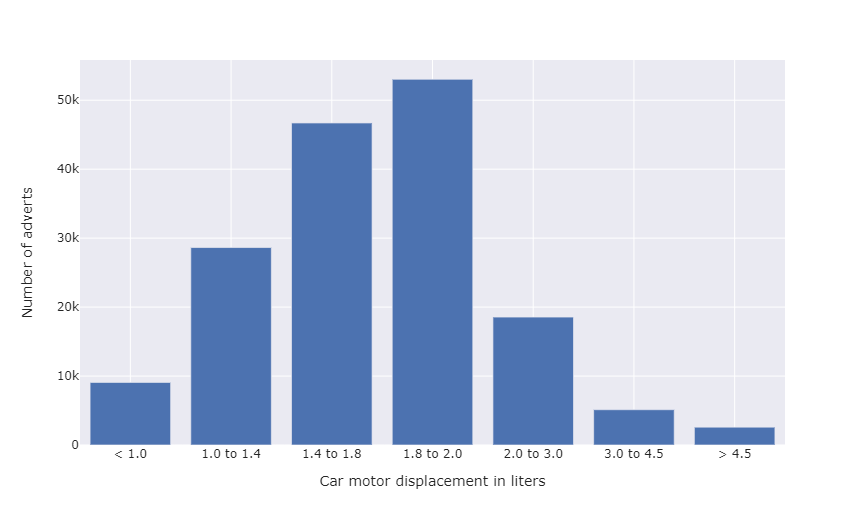 50k
40k
30k
20k
10k
0
Number of adverts
< 1.0
1.0 to 1.4
1.4 to 1.8
1.8 to 2.0
2.0 to 3.0
3.0 to 4.5
> 4.5
Car motor displacement in liters